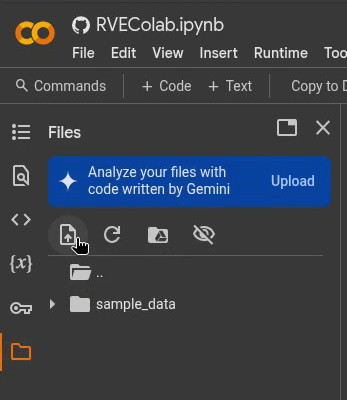 RVEColab.ipynb
File Edit View Insert Runtime Too
Commands + Code + Text Copy to D
Files
Analyze your files with
code written by Gemini
Upload
{x}
..
sample_data